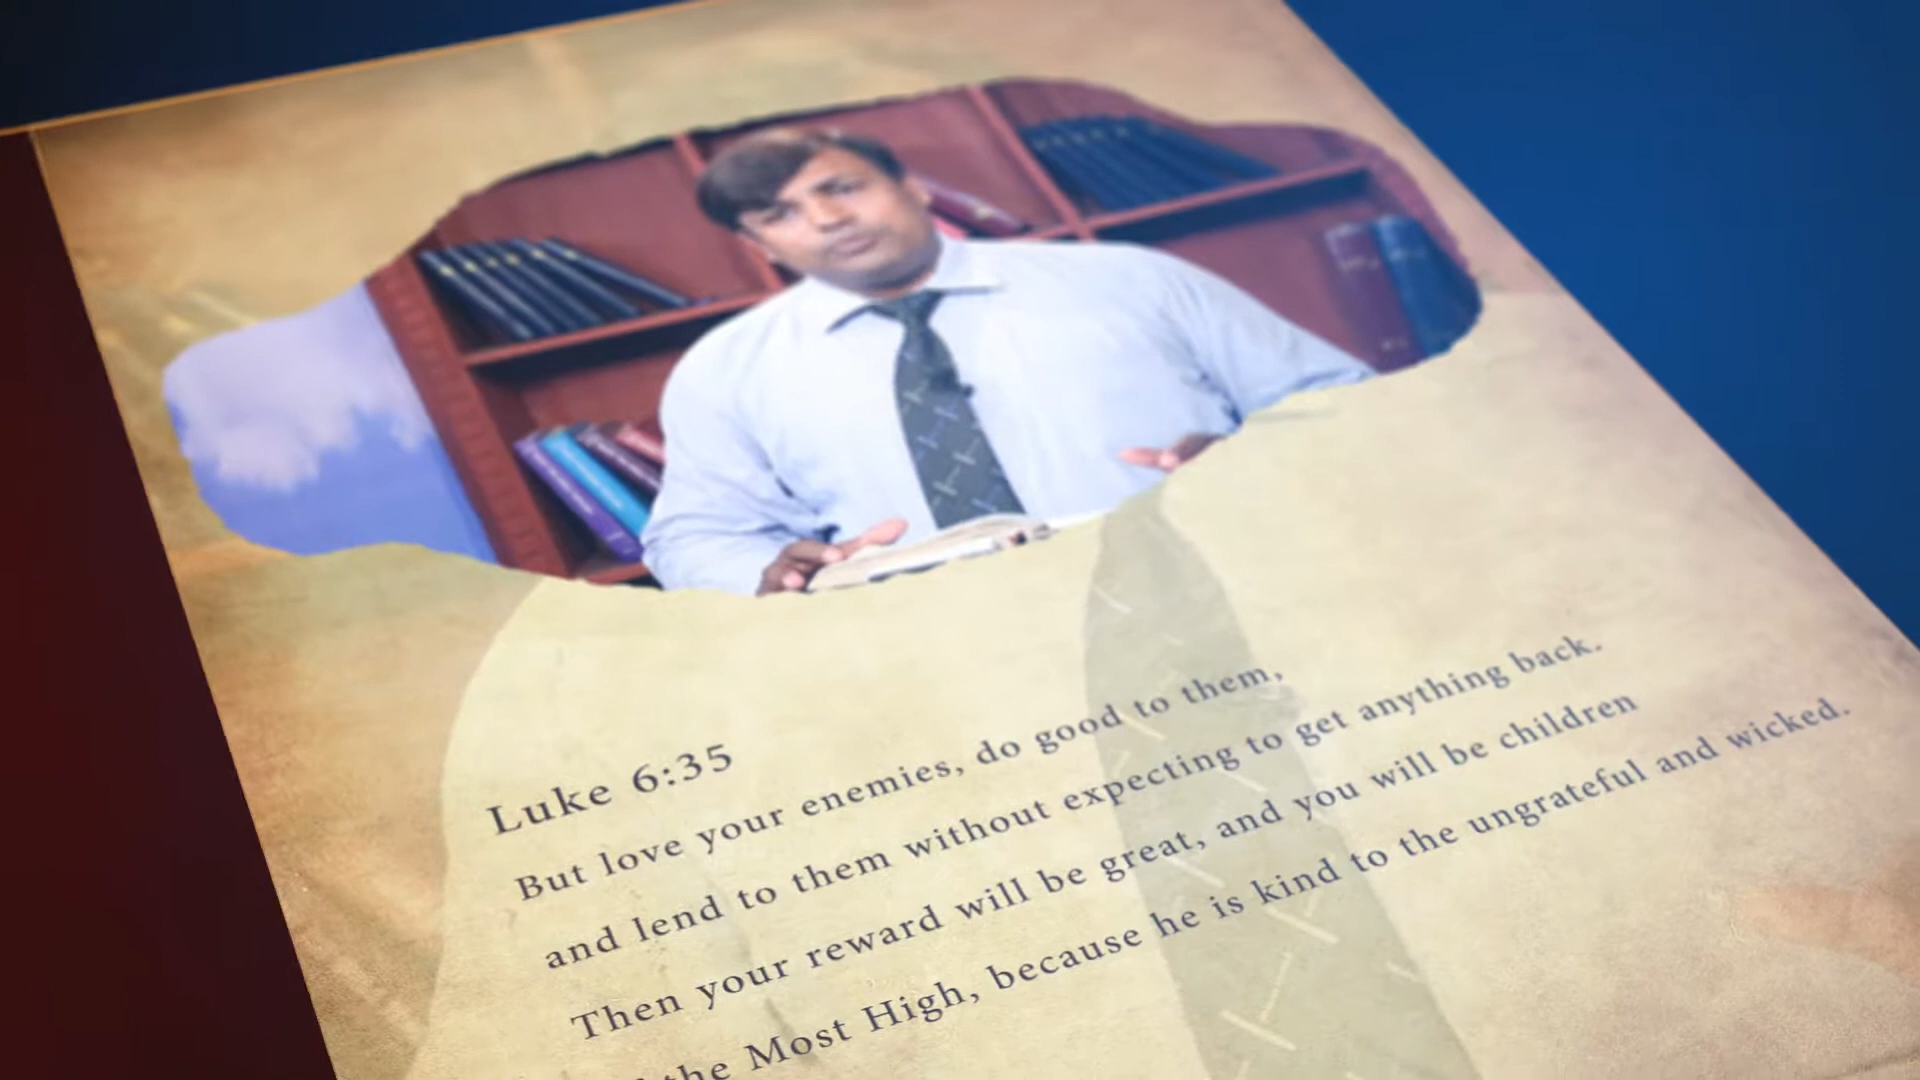 Luke 6:35
But love your enemies, do good to them,
and lend to them without expecting to get anything back.
Then your reward will be great, and you will be children
the Most High, because he is kind to the ungrateful and wicked.